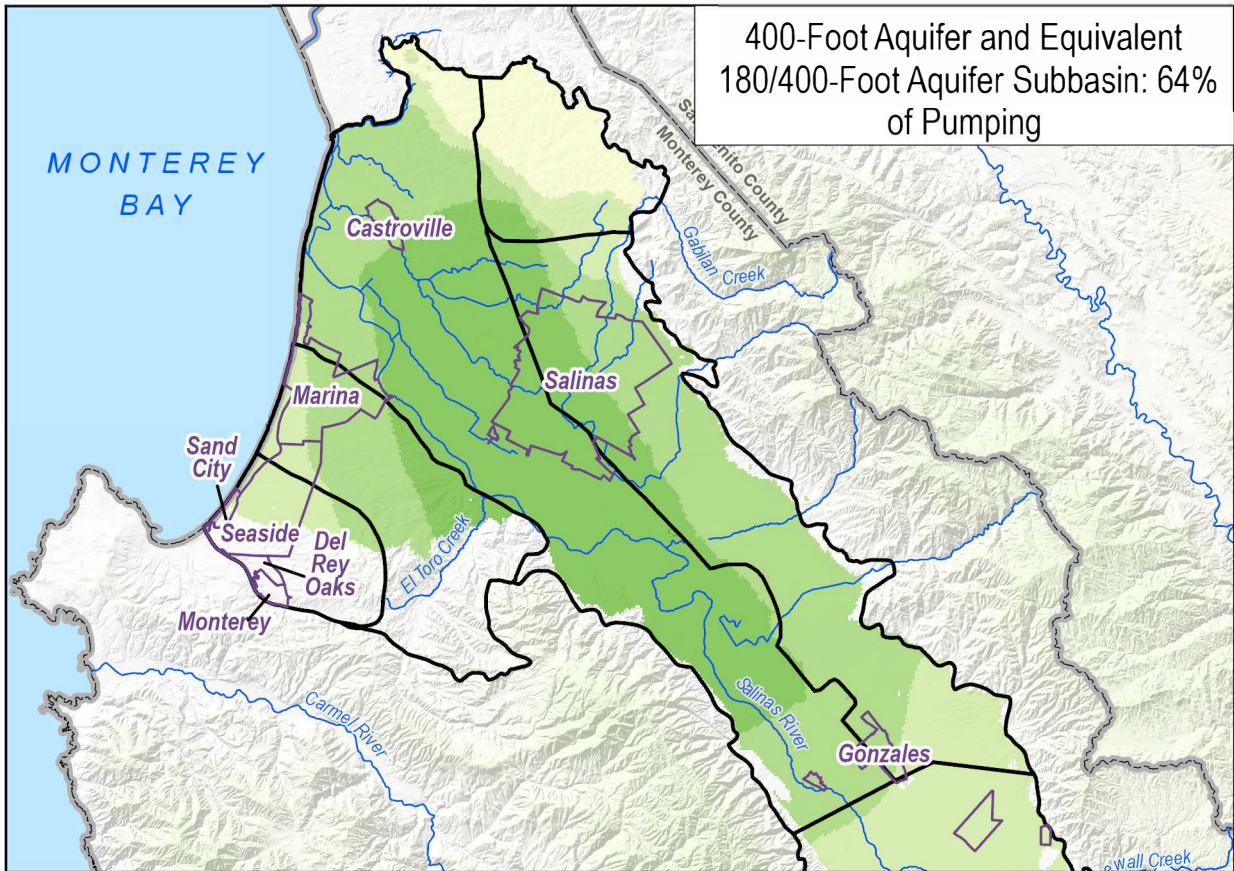 400-Foot Aquifer and Equivalent
180/400-Foot Aquifer Subbasin: 64%
of Pumping
MONTEREY
BAY
Monterey County
Castroville
Gabilan Creek
Salinas
Marina
Sand
City
Seaside
Del
Rey
Oaks
El Toro Creek
Monterey
Carmel River
Salinas River
Gonzales
Creek